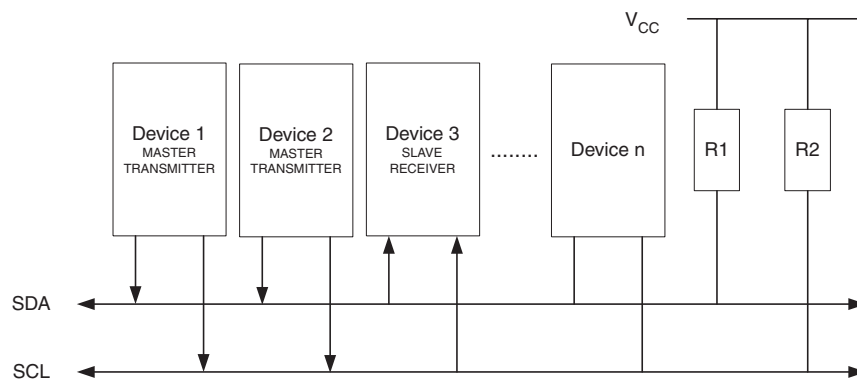 V_CC
Device 1
MASTER
TRANSMITTER
Device 2
MASTER
TRANSMITTER
Device 3
SLAVE
RECEIVER
........
Device n
R1
R2
SDA
SCL